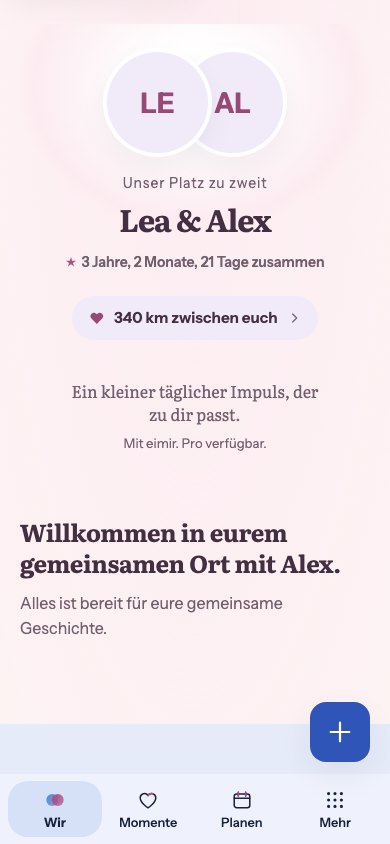 LE AL
Unser Platz zu zweit
Lea & Alex
★ 3 Jahre, 2 Monate, 21 Tage zusammen
340 km zwischen euch
Ein kleiner täglicher Impuls, der
zu dir passt.
Mit eimir. Pro verfügbar.
Willkommen in eurem
gemeinsamen Ort mit Alex.
Alles ist bereit für eure gemeinsame
Geschichte.
Wir Momente Planen Mehr